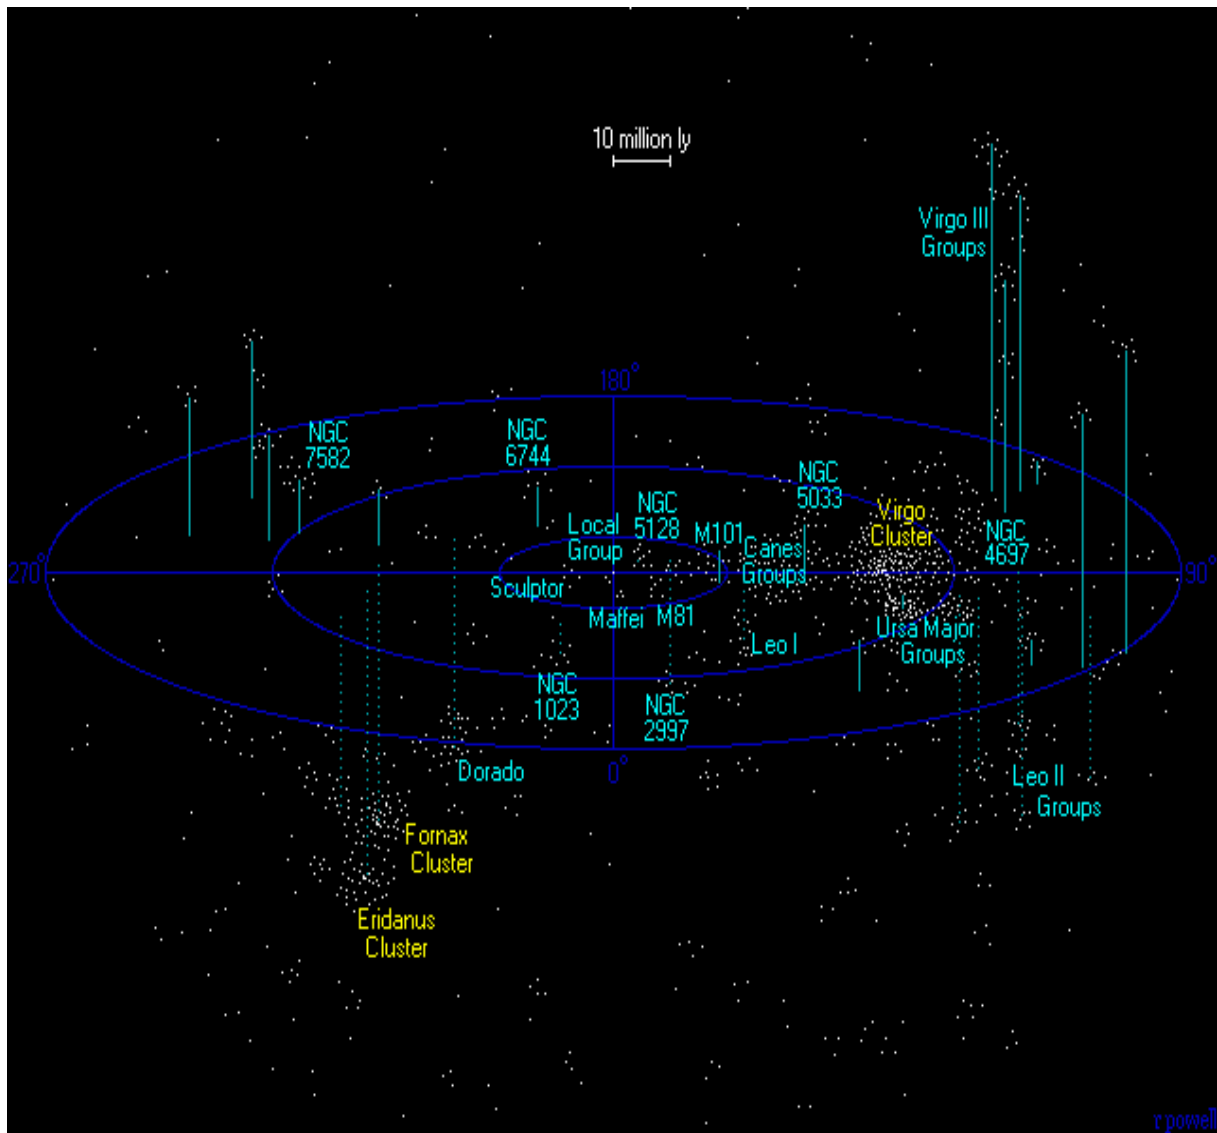 10 million ly
Virgo III
Groups
180°
NGC
7582
NGC
6744
NGC
5033
NGC
5128
Virgo
Cluster
Local
Group
M101
Canes
Groups
NGC
4697
270°
90°
Sculptor
Maffei
M81
Leo I
Ursa Major
Groups
NGC
1023
NGC
2997
Dorado
0°
Leo II
Groups
Fornax
Cluster
Eridanus
Cluster
r powell